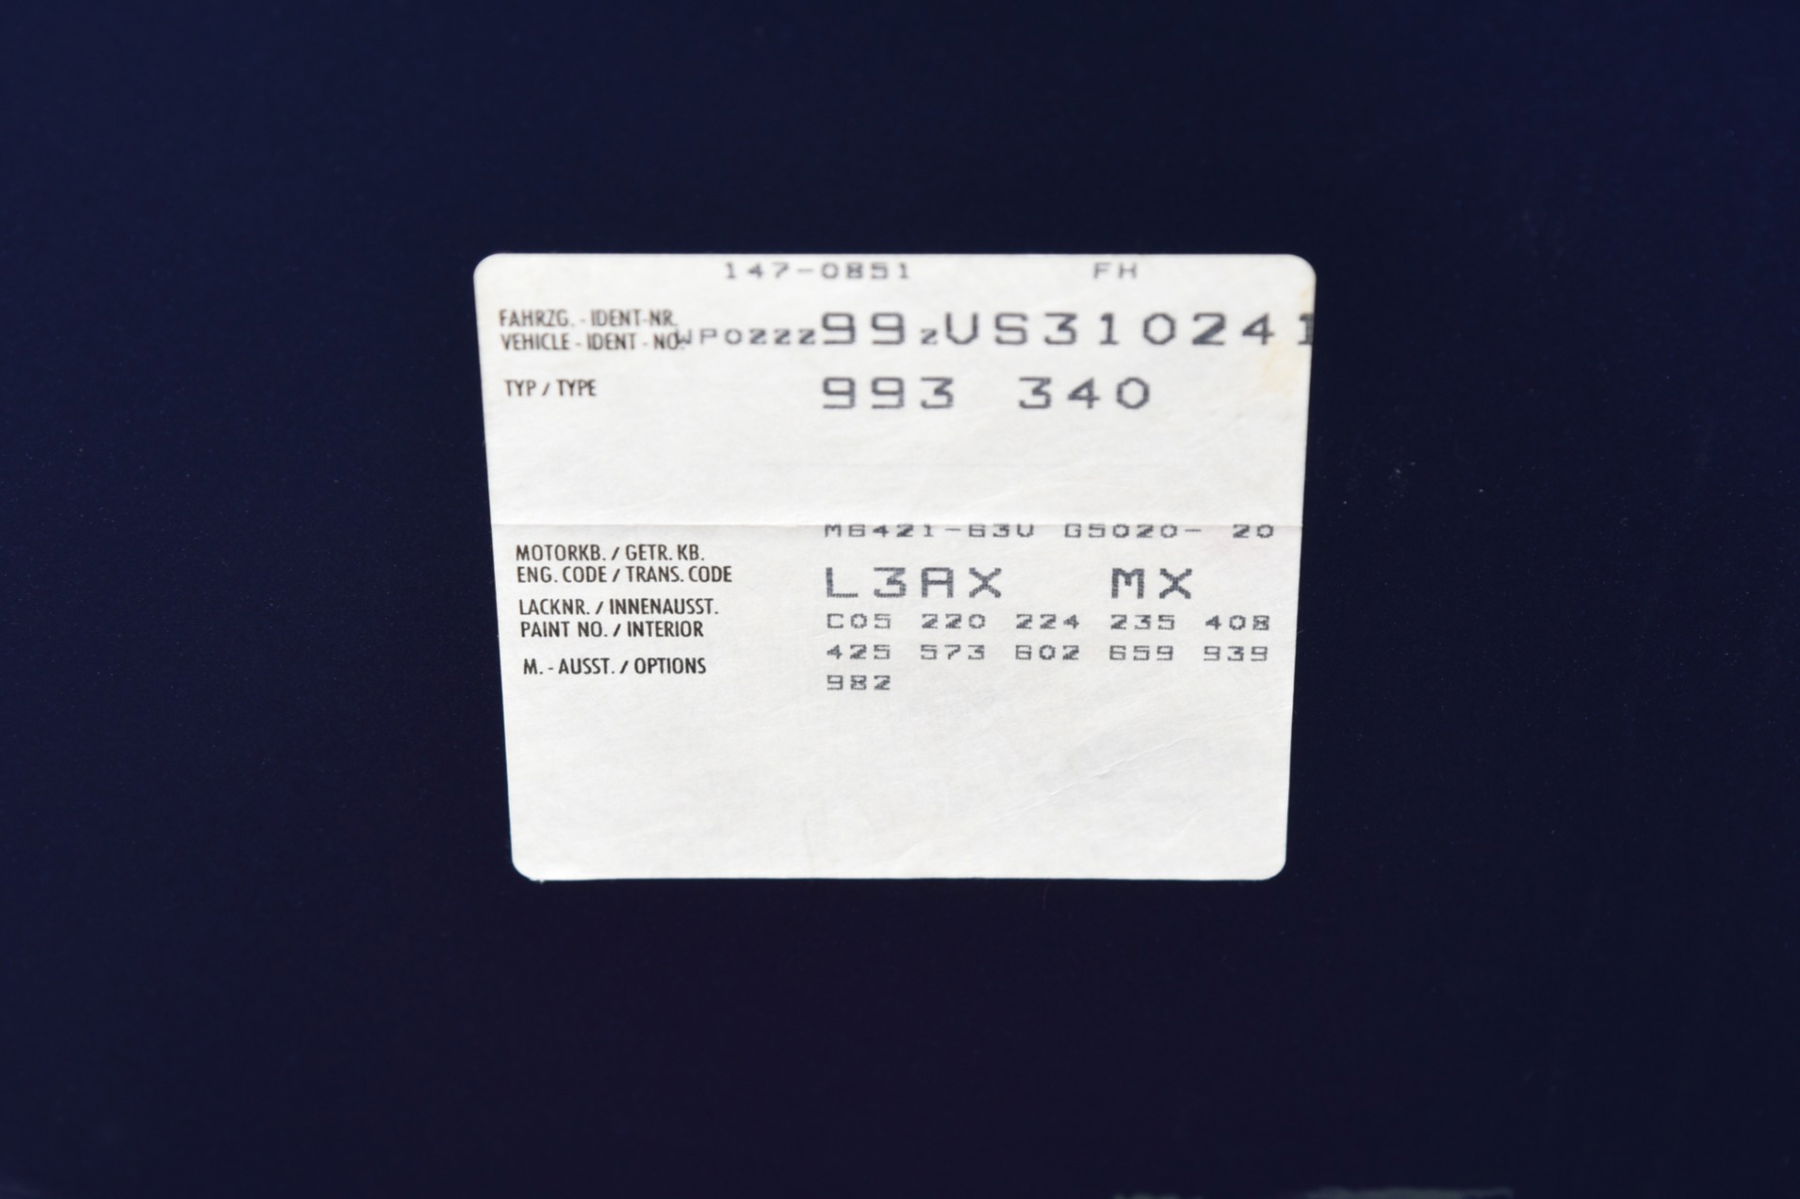 147-0851 FH
FAHRZG. - IDENT-NR.
VEHICLE - IDENT - NO. WP0ZZZ99ZVS310241
TYP / TYPE 993 340
M6421-63V G5020- 20
MOTORKB. / GETR. KB.
ENG. CODE / TRANS. CODE L3AX MX
LACKNR. / INNENAUSST.
PAINT NO. / INTERIOR C05 220 224 235 408
425 573 602 659 939
M. - AUSST. / OPTIONS 982